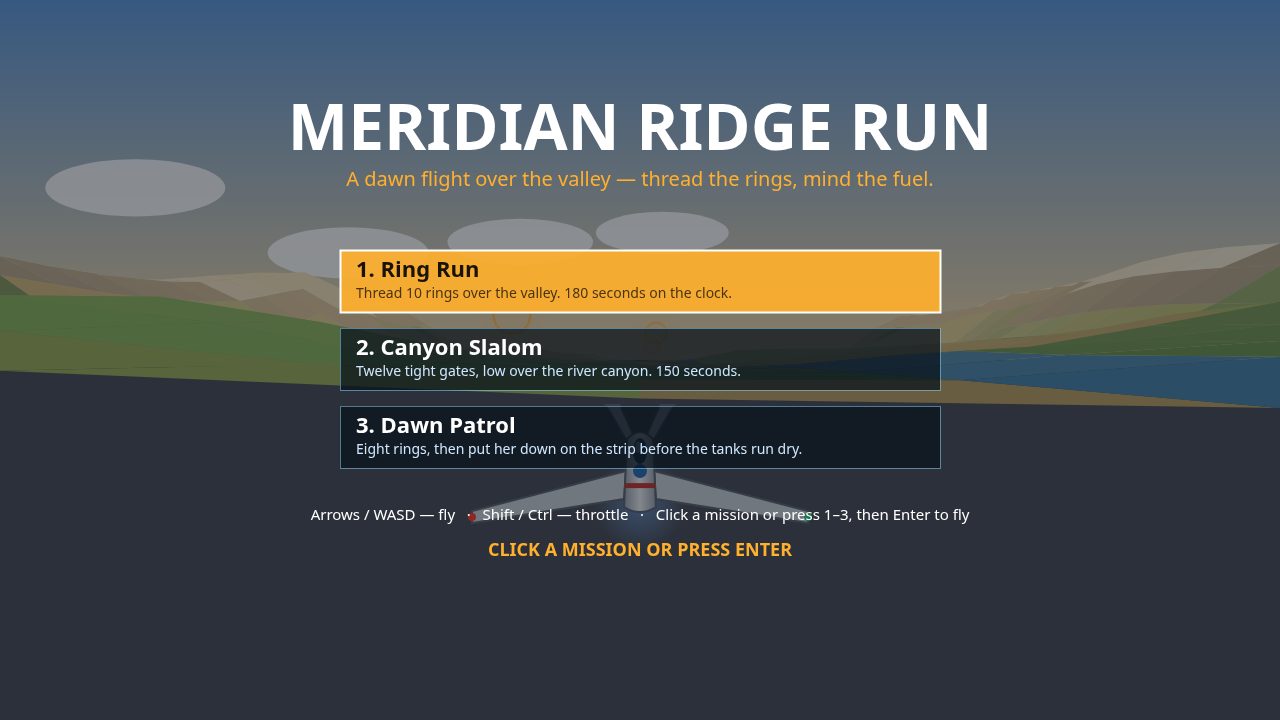 MERIDIAN RIDGE RUN
A dawn flight over the valley — thread the rings, mind the fuel.
1. Ring Run
Thread 10 rings over the valley. 180 seconds on the clock.
2. Canyon Slalom
Twelve tight gates, low over the river canyon. 150 seconds.
3. Dawn Patrol
Eight rings, then put her down on the strip before the tanks run dry.
Arrows / WASD — fly · Shift / Ctrl — throttle · Click a mission or press 1–3, then Enter to fly
CLICK A MISSION OR PRESS ENTER